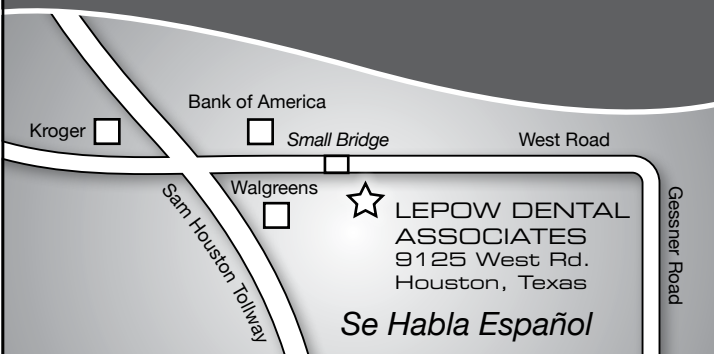 Bank of America
Kroger
Small Bridge
West Road
Walgreens
Sam Houston Tollway
Gessner Road
LEPOW DENTAL
ASSOCIATES
9125 West Rd.
Houston, Texas
Se Habla Español